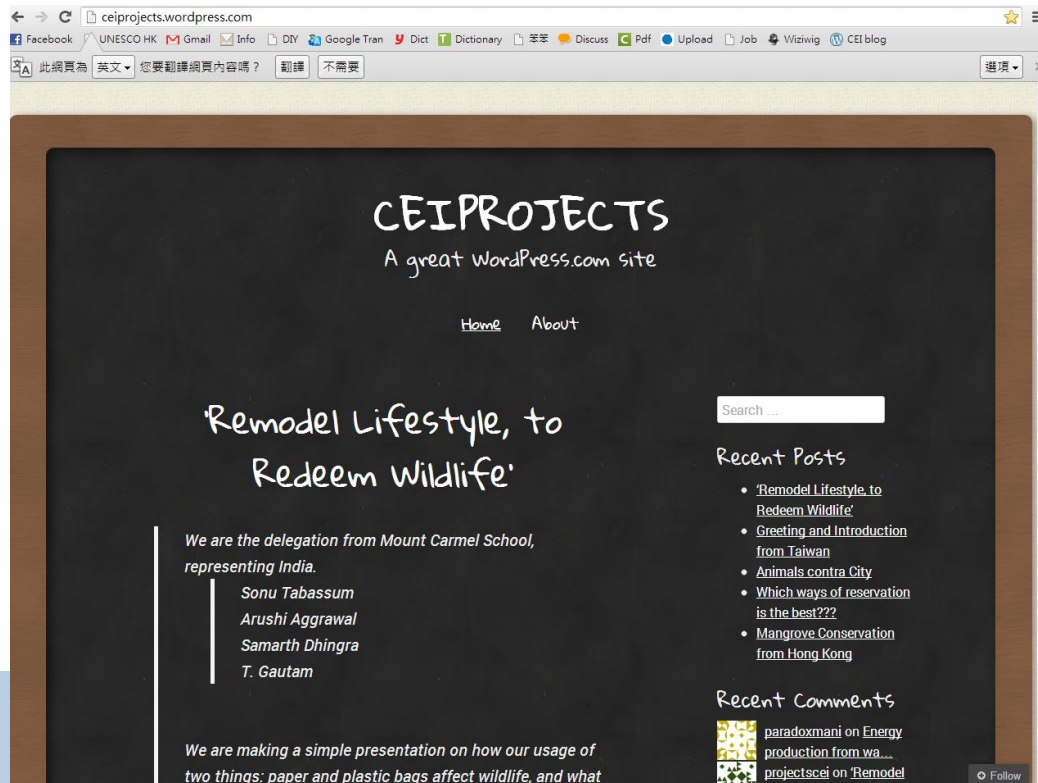 ceiprojects.wordpress.com
Facebook UNESCO HK Gmail Info DIY Google Tran Dict Dictionary 笨笨 Discuss Pdf Upload Job Wiziwig CEI blog
此網頁為 英文 您要翻譯網頁內容嗎？ 翻譯 不需要 選項
CEIPROJECTS
A great WordPress.com site
Home About
'Remodel Lifestyle, to
Redeem Wildlife'
We are the delegation from Mount Carmel School,
representing India.
Sonu Tabassum
Arushi Aggrawal
Samarth Dhingra
T. Gautam
We are making a simple presentation on how our usage of
two things: paper and plastic bags affect wildlife, and what
Search ...
Recent Posts
'Remodel Lifestyle, to
Redeem Wildlife'
Greeting and Introduction
from Taiwan
Animals contra City
Which ways of reservation
is the best???
Mangrove Conservation
from Hong Kong
Recent Comments
paradoxmani on Energy
production from wa...
projectscei on 'Remodel
Follow